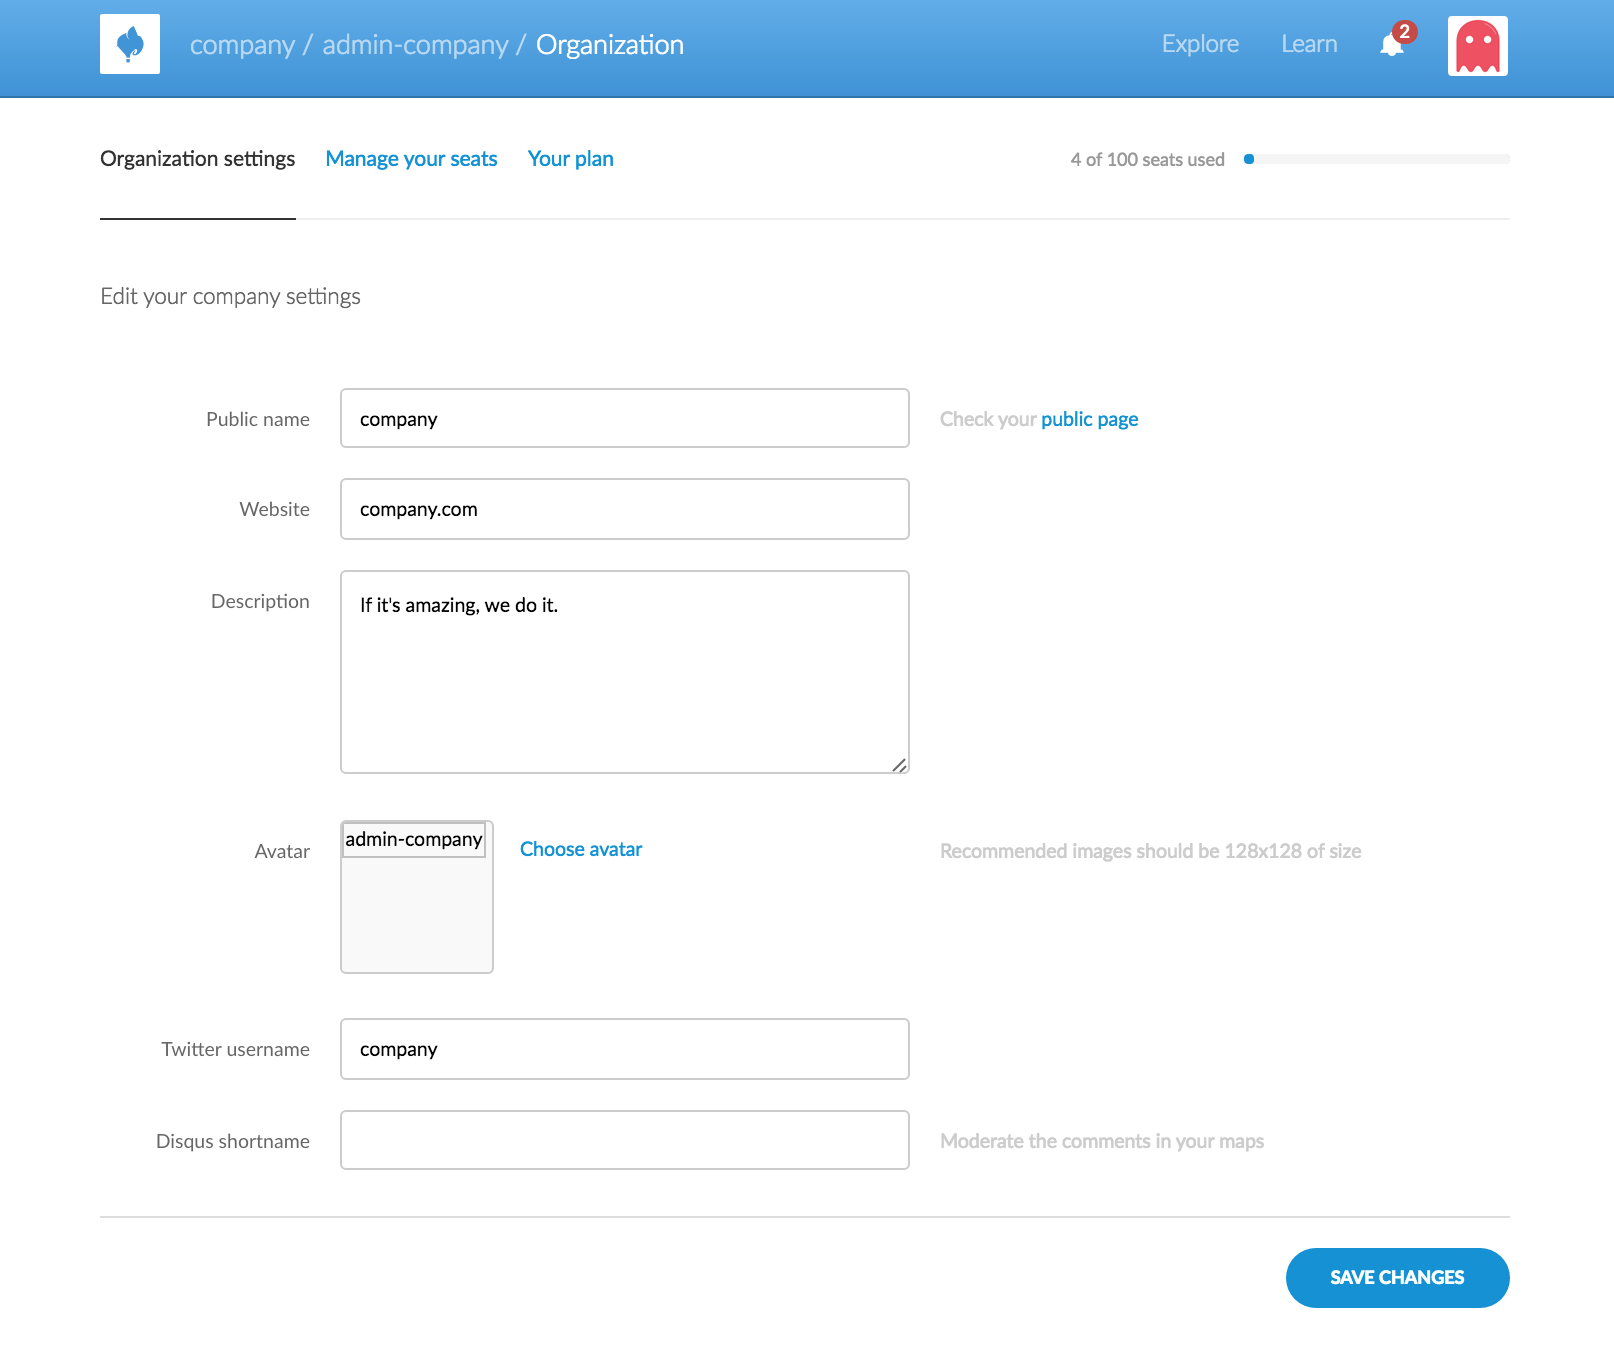 company / admin-company / Organization
Explore Learn 2
Organization settings Manage your seats Your plan 4 of 100 seats used
Edit your company settings
Public name company Check your public page
Website company.com
Description If it's amazing, we do it.
Avatar admin-company Choose avatar Recommended images should be 128x128 of size
Twitter username company
Disqus shortname Moderate the comments in your maps
SAVE CHANGES